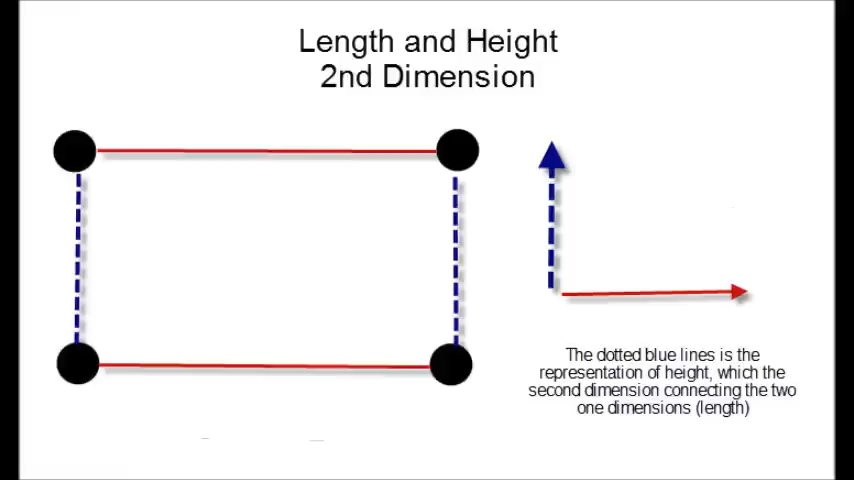 Length and Height
2nd Dimension
The dotted blue lines is the
representation of height, which the
second dimension connecting the two
one dimensions (length)